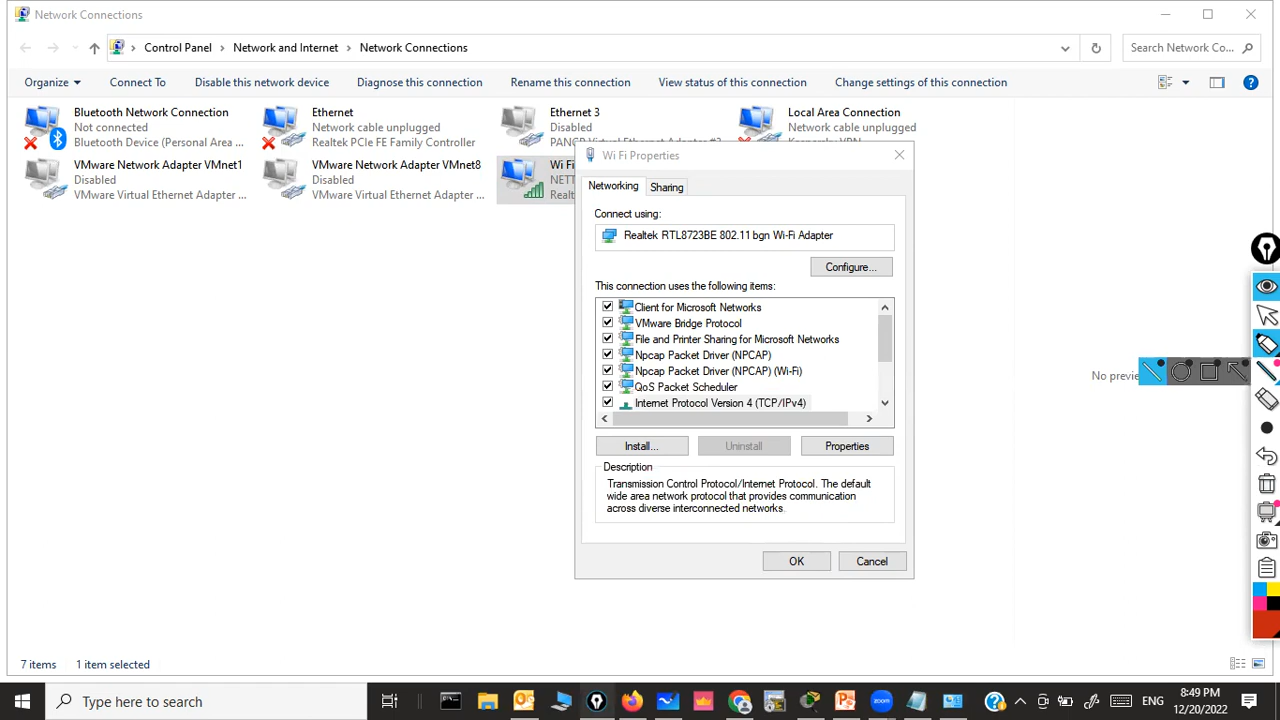 Network Connections
Control Panel
Network and Internet
Network Connections
Search Network Co...
Organize
Connect To
Disable this network device
Diagnose this connection
Rename this connection
View status of this connection
Change settings of this connection
Bluetooth Network Connection
Not connected
Bluetooth Device (Personal Area ...
Ethernet
Network cable unplugged
Realtek PCIe FE Family Controller
Ethernet 3
Disabled
Local Area Connection
Network cable unplugged
VMware Network Adapter VMnet1
Disabled
VMware Virtual Ethernet Adapter ...
VMware Network Adapter VMnet8
Disabled
VMware Virtual Ethernet Adapter ...
Wi Fi
NETT
Realt
Wi Fi Properties
Networking
Sharing
Connect using:
Realtek RTL8723BE 802.11 bgn Wi-Fi Adapter
Configure...
This connection uses the following items:
Client for Microsoft Networks
VMware Bridge Protocol
File and Printer Sharing for Microsoft Networks
Npcap Packet Driver (NPCAP)
Npcap Packet Driver (NPCAP) (Wi-Fi)
QoS Packet Scheduler
Internet Protocol Version 4 (TCP/IPv4)
Install...
Uninstall
Properties
Description
Transmission Control Protocol/Internet Protocol. The default
wide area network protocol that provides communication
across diverse interconnected networks.
OK
Cancel
No previe
7 items
1 item selected
Type here to search
zoom
ENG
8:49 PM
12/20/2022